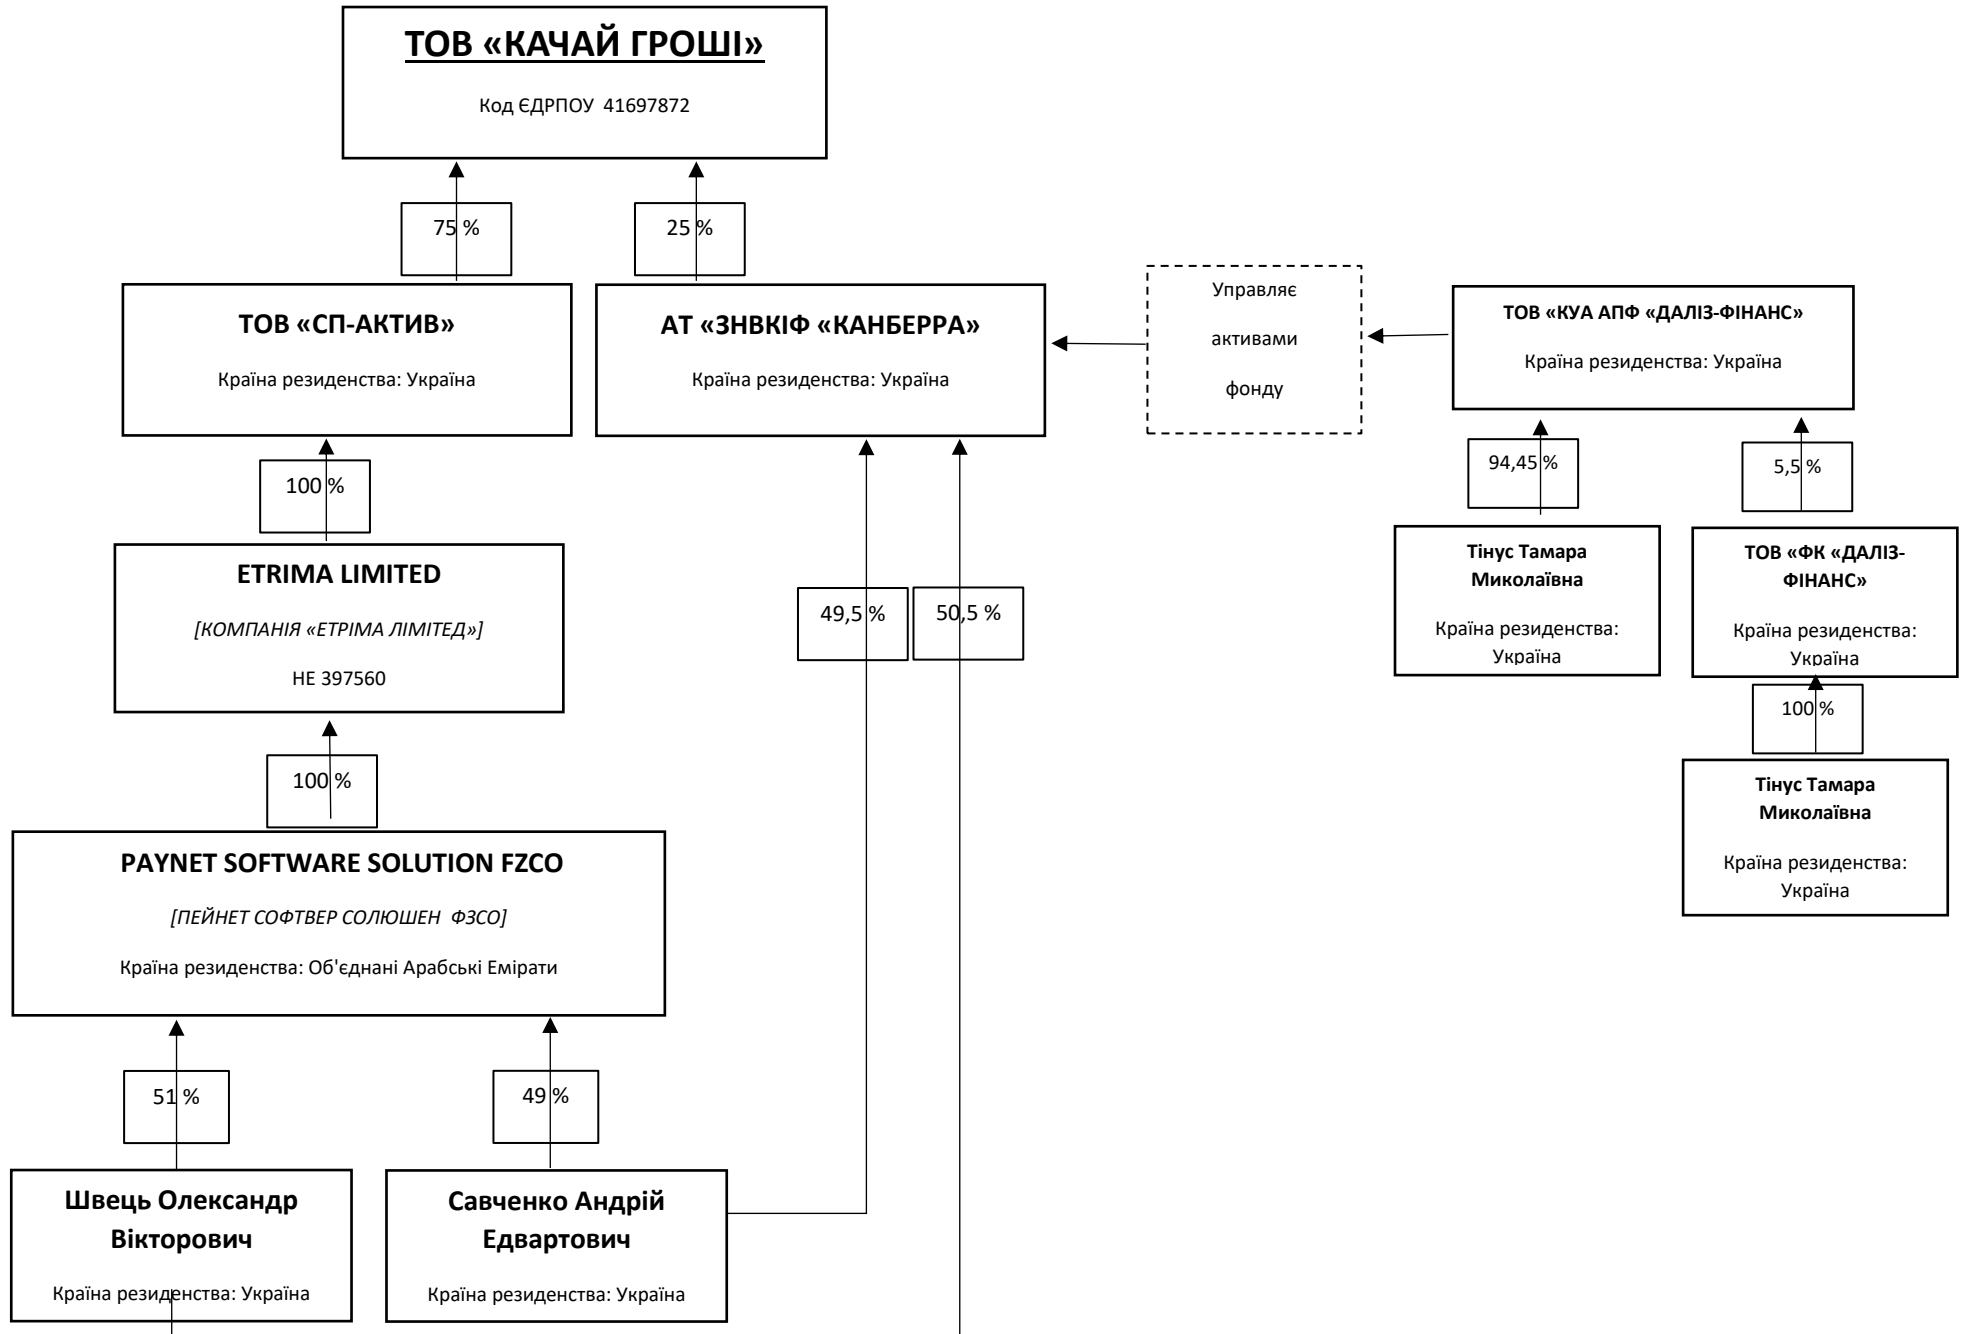 ТОВ «КАЧАЙ ГРОШІ»
Код ЄДРПОУ 41697872
75 %
25 %
ТОВ «СП-АКТИВ»
Країна резиденства: Україна
АТ «ЗНВКІФ «КАНБЕРРА»
Країна резиденства: Україна
Управляє
активами
фонду
ТОВ «КУА АПФ «ДАЛІЗ-ФІНАНС»
Країна резиденства: Україна
100 %
94,45 %
5,5 %
ETRIMA LIMITED
[КОМПАНІЯ «ЕТРІМА ЛІМІТЕД»]
НЕ 397560
49,5 %
50,5 %
Тінус Тамара
Миколаївна
Країна резиденства:
Україна
ТОВ «ФК «ДАЛІЗ-
ФІНАНС»
Країна резиденства:
Україна
100 %
100 %
Тінус Тамара
Миколаївна
Країна резиденства:
Україна
PAYNET SOFTWARE SOLUTION FZCO
[ПЕЙНЕТ СОФТВЕР СОЛЮШЕН ФЗСО]
Країна резиденства: Об'єднані Арабські Емірати
51 %
49 %
Швець Олександр
Вікторович
Країна резиденства: Україна
Савченко Андрій
Едвартович
Країна резиденства: Україна